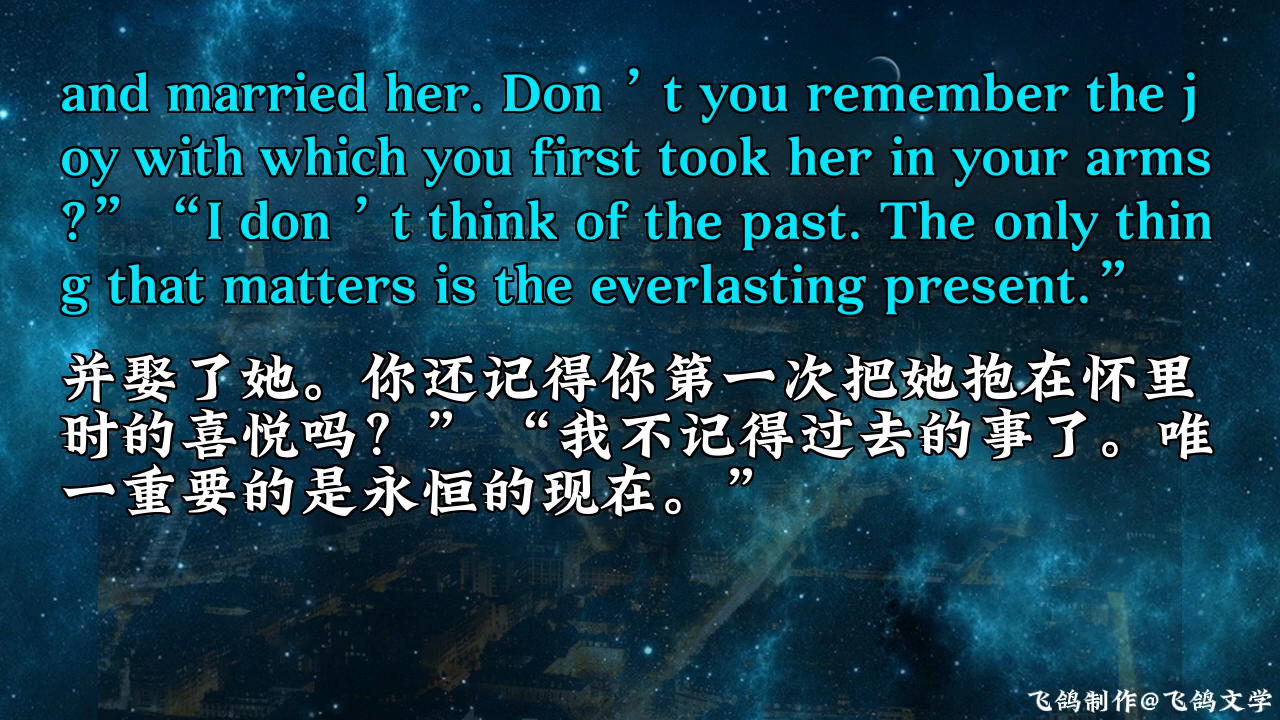 and married her. Don ’ t you remember the j
oy with which you first took her in your arms
?” “I don ’ t think of the past. The only thin
g that matters is the everlasting present.”
并娶了她。你还记得你第一次把她抱在怀里
时的喜悦吗？” “我不记得过去的事了。唯
一重要的是永恒的现在。”
飞鸽制作@飞鸽文学